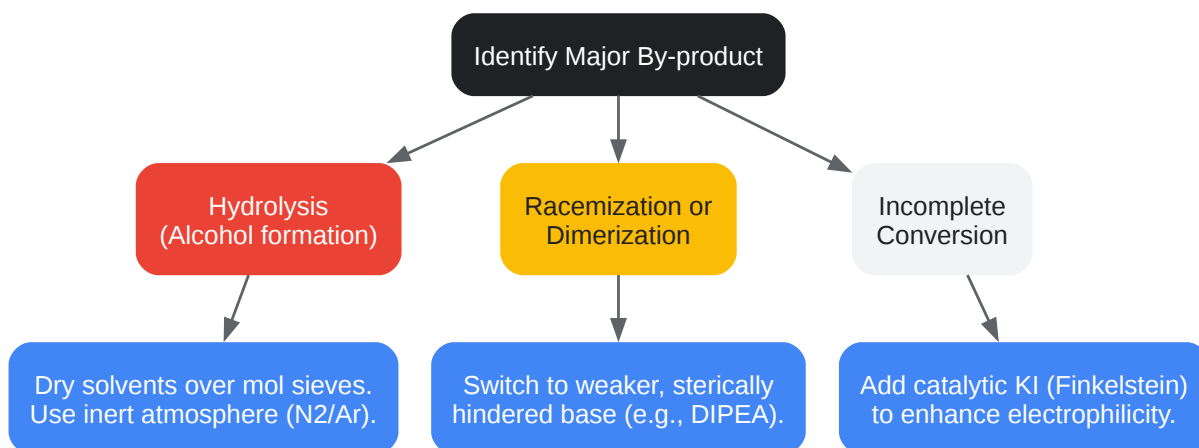 Identify Major By-product
Hydrolysis
(Alcohol formation)
Racemization or
Dimerization
Incomplete
Conversion
Dry solvents over mol sieves.
Use inert atmosphere (N2/Ar).
Switch to weaker, sterically
hindered base (e.g., DIPEA).
Add catalytic KI (Finkelstein)
to enhance electrophilicity.